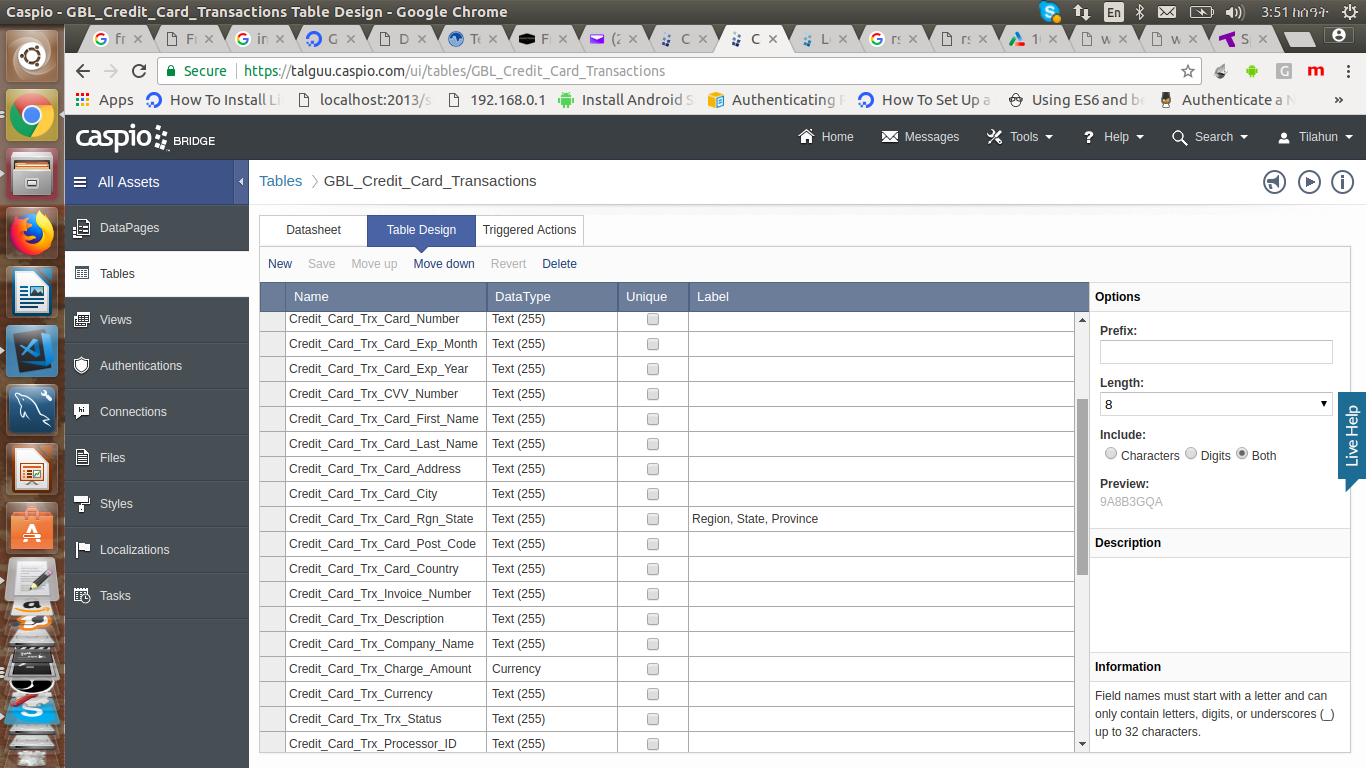 Caspio - GBL_Credit_Card_Transactions Table Design - Google Chrome
En
3:51 ከሰዓት
fr
Fr
in
G
D
Te
F
(2
C
C
L
rs
rs
1
w
w
S
Secure
https://talguu.caspio.com/ui/tables/GBL_Credit_Card_Transactions
G
m
Apps
How To Install Li
localhost:2013/s
192.168.0.1
Install Android S
Authenticating
How To Set Up a
Using ES6 and be
Authenticate a N
»
caspio BRIDGE
Home
Messages
Tools
Help
Search
Tilahun
All Assets
DataPages
Tables
Views
Authentications
Connections
Files
Styles
Localizations
Tasks
Tables
GBL_Credit_Card_Transactions
Datasheet
Table Design
Triggered Actions
New
Save
Move up
Move down
Revert
Delete
Name DataType Unique Label
Credit_Card_Trx_Card_Number Text (255)
Credit_Card_Trx_Card_Exp_Month Text (255)
Credit_Card_Trx_Card_Exp_Year Text (255)
Credit_Card_Trx_CVV_Number Text (255)
Credit_Card_Trx_Card_First_Name Text (255)
Credit_Card_Trx_Card_Last_Name Text (255)
Credit_Card_Trx_Card_Address Text (255)
Credit_Card_Trx_Card_City Text (255)
Credit_Card_Trx_Card_Rgn_State Text (255) Region, State, Province
Credit_Card_Trx_Card_Post_Code Text (255)
Credit_Card_Trx_Card_Country Text (255)
Credit_Card_Trx_Invoice_Number Text (255)
Credit_Card_Trx_Description Text (255)
Credit_Card_Trx_Company_Name Text (255)
Credit_Card_Trx_Charge_Amount Currency
Credit_Card_Trx_Currency Text (255)
Credit_Card_Trx_Trx_Status Text (255)
Credit_Card_Trx_Processor_ID Text (255)
Options
Prefix:
Length:
8
Include:
Characters Digits Both
Preview:
9A8B3GQA
Description
Information
Field names must start with a letter and can
only contain letters, digits, or underscores (_)
up to 32 characters.
Live Help